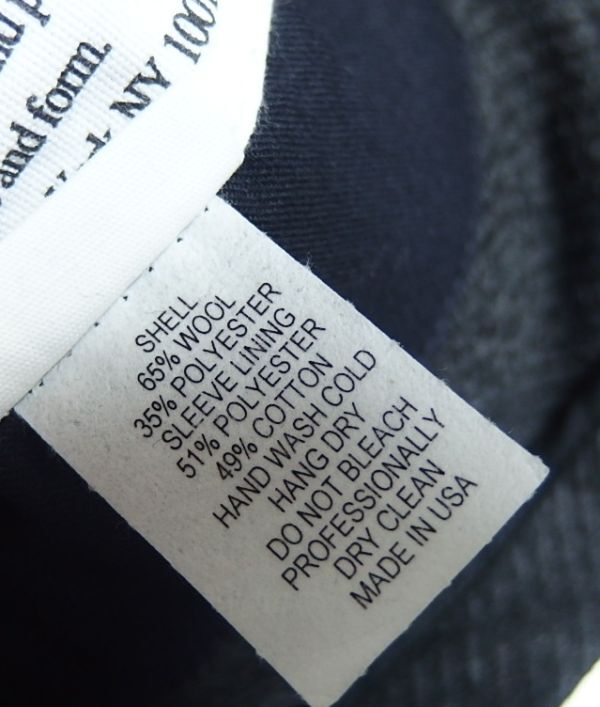 and p
and form.
NY 100
SHELL
65% WOOL
35% POLYESTER
SLEEVE LINING
51% POLYESTER
49% COTTON
HAND WASH COLD
HANG DRY
DO NOT BLEACH
PROFESSIONALLY
DRY CLEAN
MADE IN USA